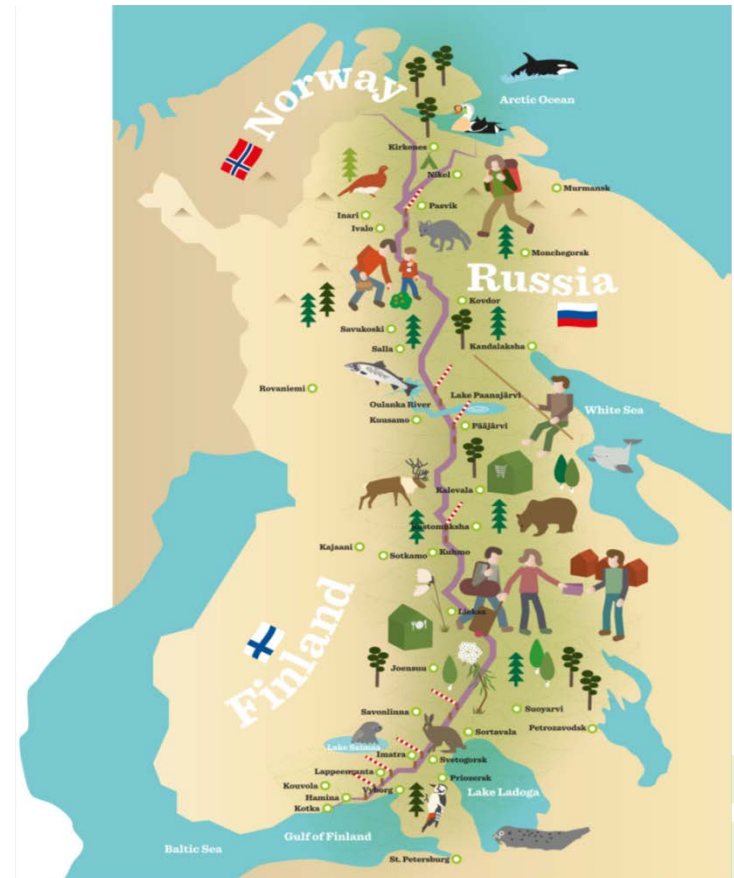 Norway
Arctic Ocean
Kirkenes
Nikel
Murmansk
Pasvik
Inari
Ivalo
Monchegorsk
Russia
Kovdor
Savukoski
Salla
Kandalaksha
Rovaniemi
Lake Paanajärvi
Oulanka River
White Sea
Kuusamo
Pääjärvi
Kalevala
Kostomuksha
Kajaani
Sotkamo
Kuhmo
Finland
Lieksa
Joensuu
Savonlinna
Suoyarvi
Sortavala
Petrozavodsk
Lake Saimaa
Imatra
Svetogorsk
Lappeenranta
Priozersk
Kouvola
Vyborg
Lake Ladoga
Hamina
Kotka
Gulf of Finland
Baltic Sea
St. Petersburg